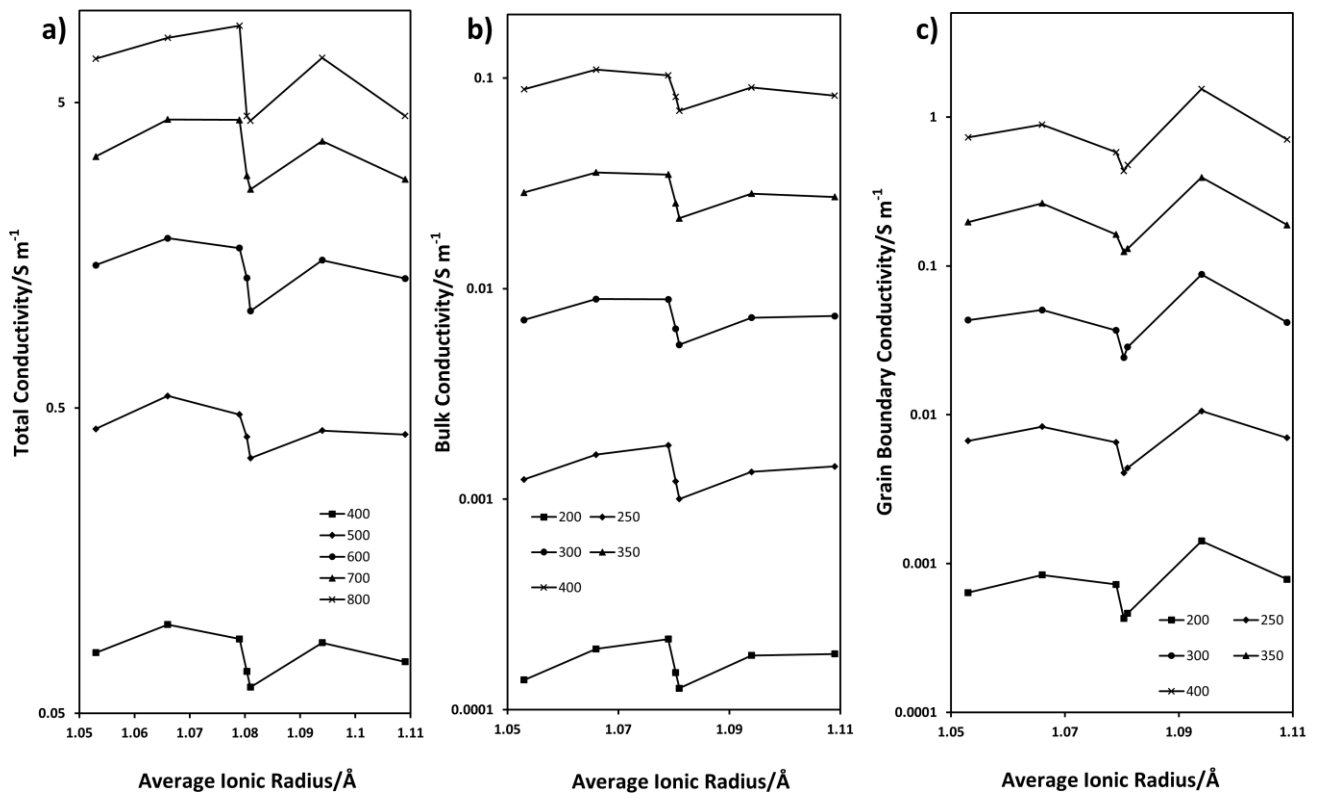 a)
Total Conductivity/S m⁻¹
5
0.5
0.05
400
500
600
700
800
1.05 1.06 1.07 1.08 1.09 1.1 1.11
Average Ionic Radius/Å
b)
Bulk Conductivity/S m⁻¹
0.1
0.01
0.001
0.0001
200 250
300 350
400
1.05 1.07 1.09 1.11
Average Ionic Radius/Å
c)
Grain Boundary Conductivity/S m⁻¹
1
0.1
0.01
0.001
0.0001
200 250
300 350
400
1.05 1.07 1.09 1.11
Average Ionic Radius/Å